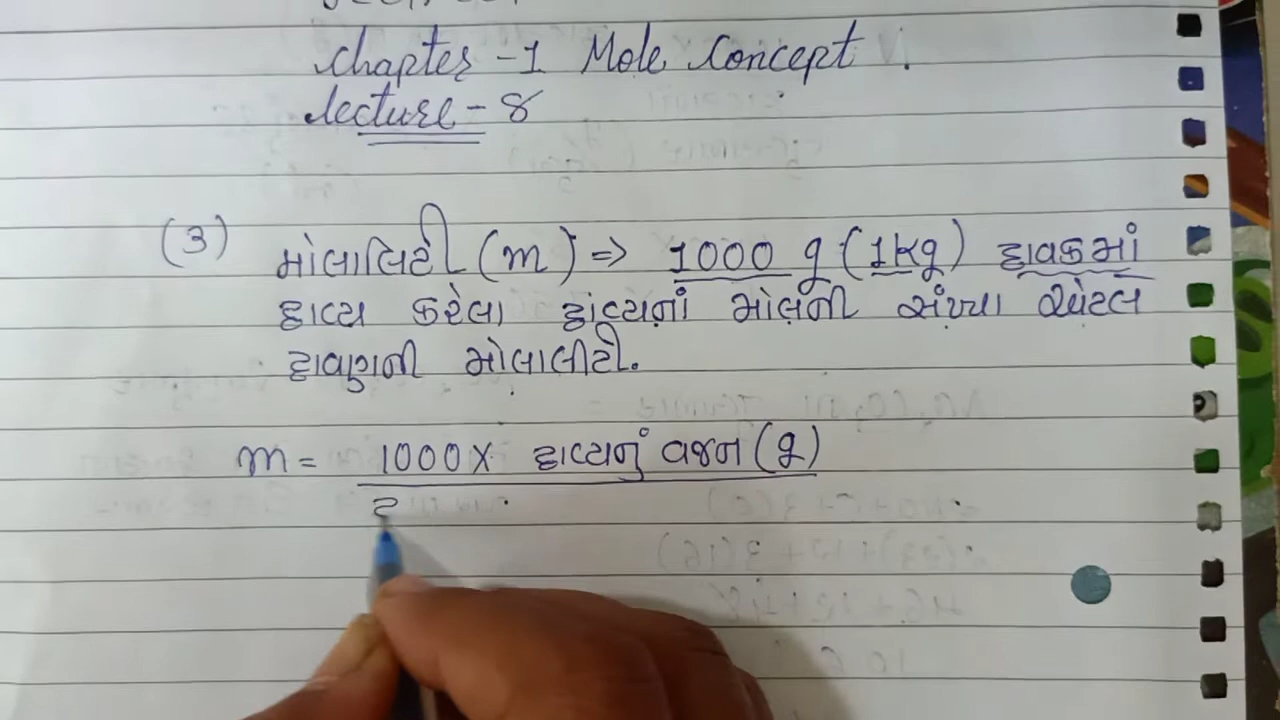 Chapter - 1 Mole Concept .
lecture - 8
(3) મોલાલિટી (m) ⇒ 1000 g (1kg) દ્રાવકમાં
દ્રાવ્ય કરેલા દ્રાવ્યનાં મોલની સંખ્યા એટલે
દ્રાવણની મોલાલીટી.
m = 1000 X દ્રાવ્યનું વજન (g)